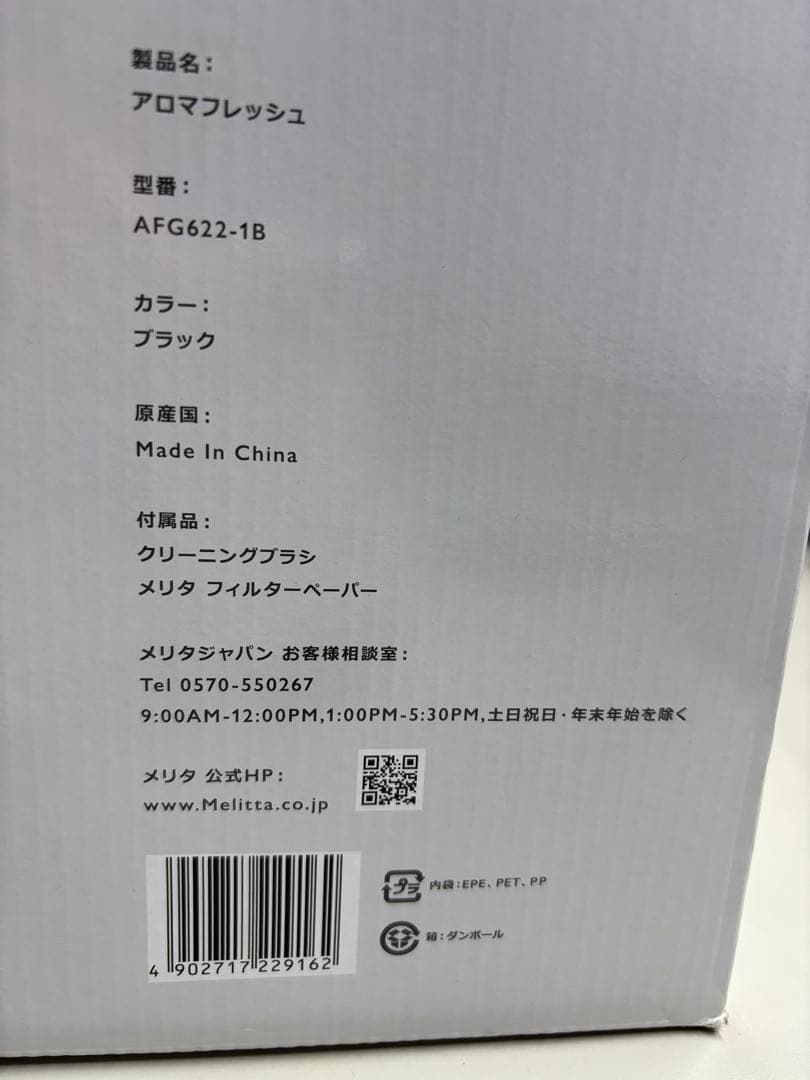 製品名：
アロマフレッシュ
型番：
AFG622-1B
カラー：
ブラック
原産国：
Made In China
付属品：
クリーニングブラシ
メリタ フィルターペーパー
メリタジャパン お客様相談室：
Tel 0570-550267
9:00AM-12:00PM,1:00PM-5:30PM,土日祝日・年末年始を除く
メリタ 公式HP：
www.Melitta.co.jp
プラ 内袋：EPE、PET、PP
箱：ダンボール
4 902717 229162